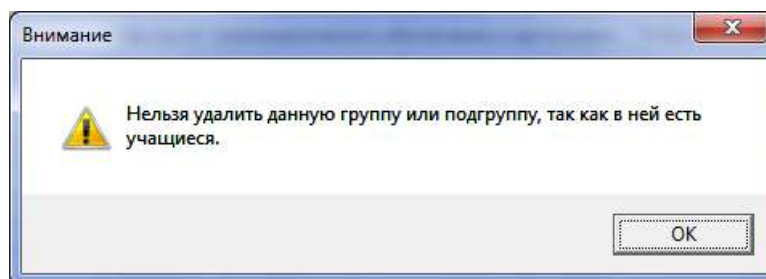 Внимание
Нельзя удалить данную группу или подгруппу, так как в ней есть
учащиеся.
OK